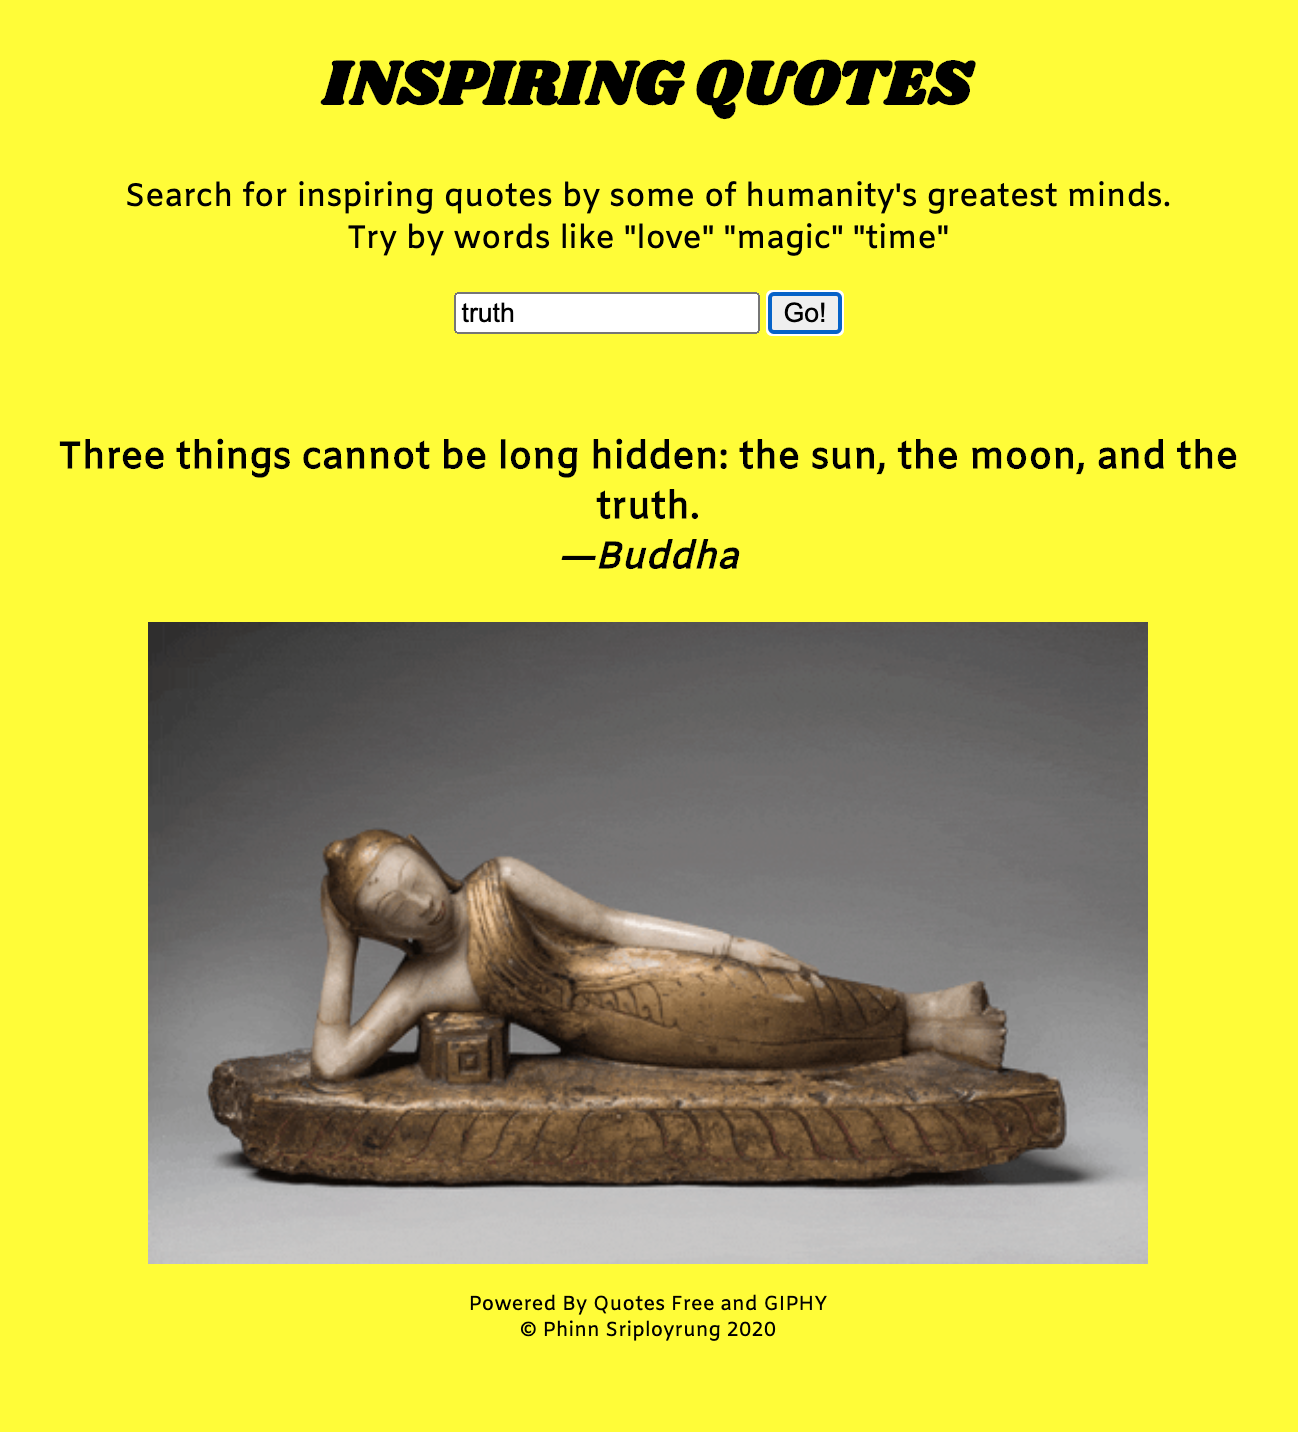 INSPIRING QUOTES
Search for inspiring quotes by some of humanity's greatest minds.
Try by words like "love" "magic" "time"
truth
Go!
Three things cannot be long hidden: the sun, the moon, and the
truth.
—Buddha
Powered By Quotes Free and GIPHY
© Phinn Sriployrung 2020